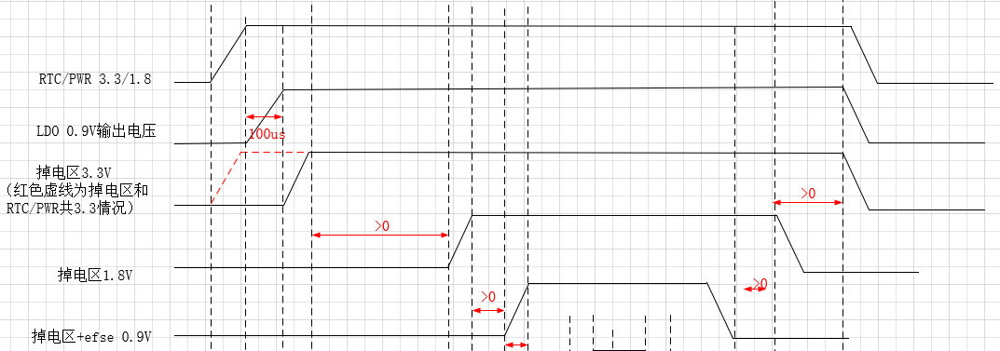 RTC/PWR 3.3/1.8
LDO 0.9V输出电压
100us
掉电区3.3V
（红色虚线为掉电区和
RTC/PWR共3.3情况）
>0
>0
掉电区1.8V
>0
>0
掉电区+efse 0.9V